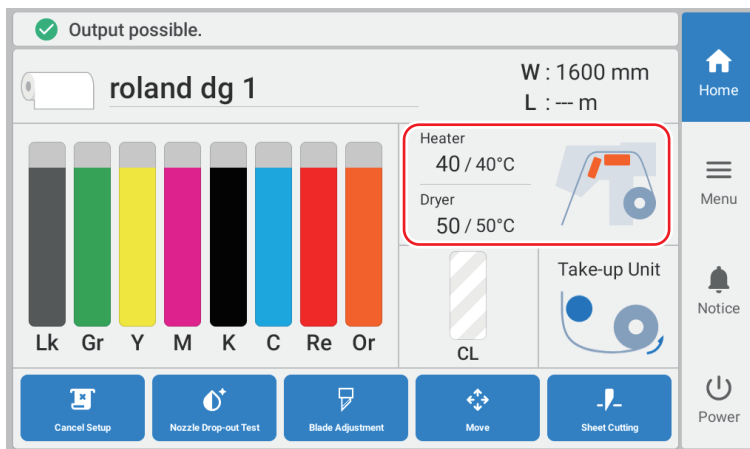 Output possible.
roland dg 1
W : 1600 mm
L : --- m
Heater
40 / 40°C
Dryer
50 / 50°C
Lk Gr Y M K C Re Or
CL
Take-up Unit
Cancel Setup
Nozzle Drop-out Test
Blade Adjustment
Move
Sheet Cutting
Home
Menu
Notice
Power